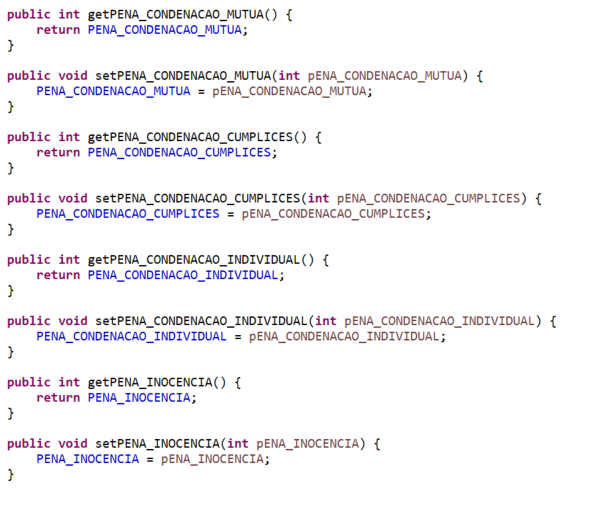 public int getPENA_CONDENACAO_MUTUA() {
    return PENA_CONDENACAO_MUTUA;
}

public void setPENA_CONDENACAO_MUTUA(int pENA_CONDENACAO_MUTUA) {
    PENA_CONDENACAO_MUTUA = pENA_CONDENACAO_MUTUA;
}

public int getPENA_CONDENACAO_CUMPLICES() {
    return PENA_CONDENACAO_CUMPLICES;
}

public void setPENA_CONDENACAO_CUMPLICES(int pENA_CONDENACAO_CUMPLICES) {
    PENA_CONDENACAO_CUMPLICES = pENA_CONDENACAO_CUMPLICES;
}

public int getPENA_CONDENACAO_INDIVIDUAL() {
    return PENA_CONDENACAO_INDIVIDUAL;
}

public void setPENA_CONDENACAO_INDIVIDUAL(int pENA_CONDENACAO_INDIVIDUAL) {
    PENA_CONDENACAO_INDIVIDUAL = pENA_CONDENACAO_INDIVIDUAL;
}

public int getPENA_INOCENCIA() {
    return PENA_INOCENCIA;
}

public void setPENA_INOCENCIA(int pENA_INOCENCIA) {
    PENA_INOCENCIA = pENA_INOCENCIA;
}